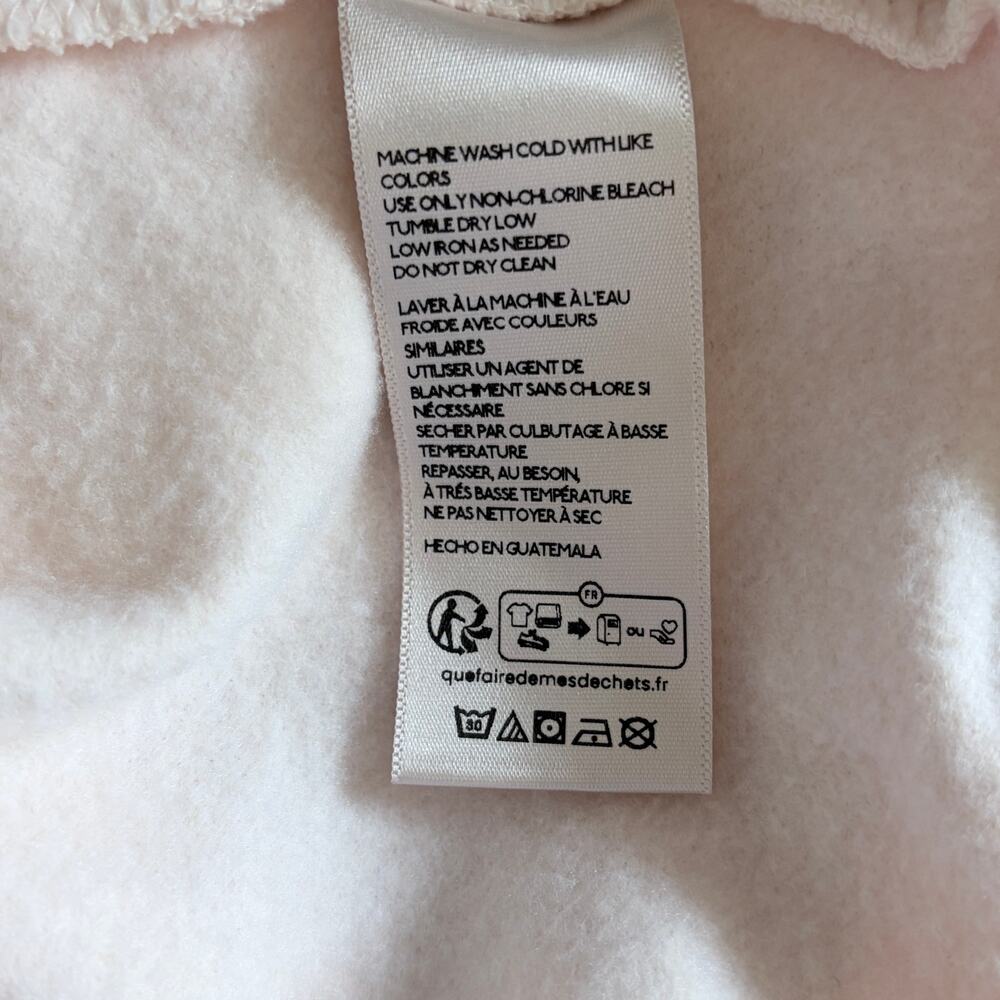 MACHINE WASH COLD WITH LIKE
COLORS
USE ONLY NON-CHLORINE BLEACH
TUMBLE DRY LOW
LOW IRON AS NEEDED
DO NOT DRY CLEAN
LAVER À LA MACHINE À L'EAU
FROIDE AVEC COULEURS
SIMILAIRES
UTILISER UN AGENT DE
BLANCHIMENT SANS CHLORE SI
NÉCESSAIRE
SECHER PAR CULBUTAGE À BASSE
TEMPERATURE
REPASSER, AU BESOIN,
À TRÉS BASSE TEMPÉRATURE
NE PAS NETTOYER À SEC
HECHO EN GUATEMALA
FR
OU
quefairedemesdechets.fr
30